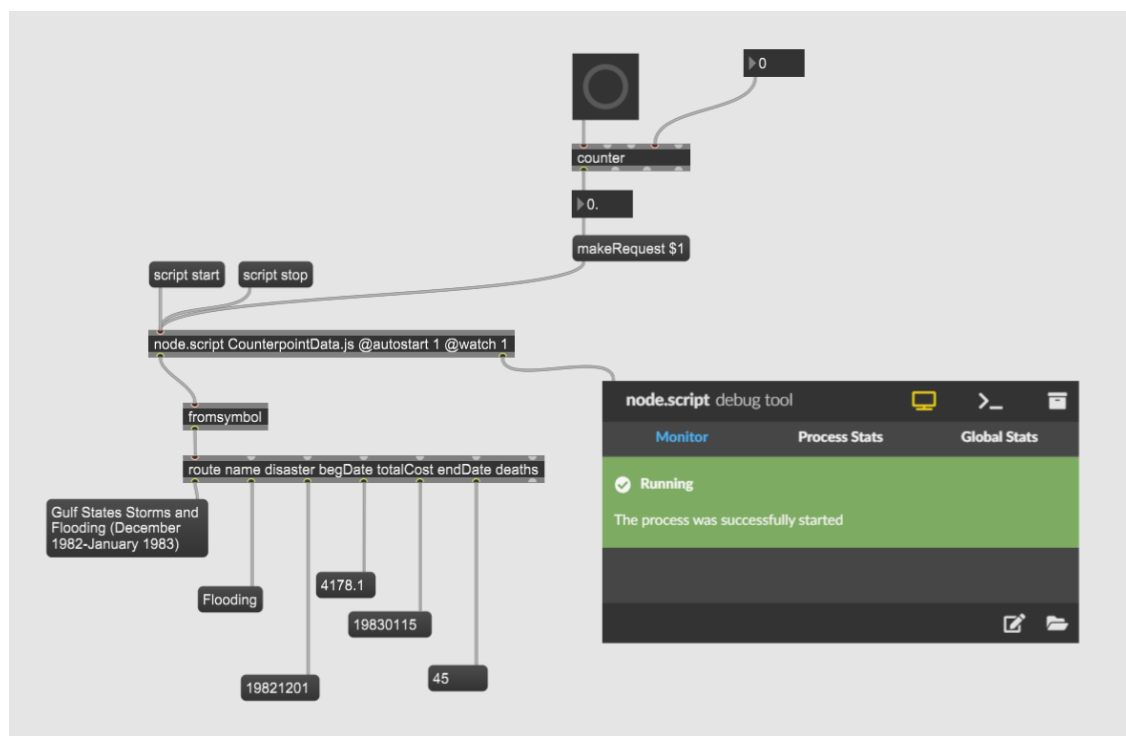 0
counter
0.
makeRequest $1
script start
script stop
node.script CounterpointData.js @autostart 1 @watch 1
fromsymbol
route name disaster begDate totalCost endDate deaths
Gulf States Storms and
Flooding (December
1982-January 1983)
Flooding
19821201
4178.1
19830115
45
node.script debug tool
>_
Monitor
Process Stats
Global Stats
Running
The process was successfully started